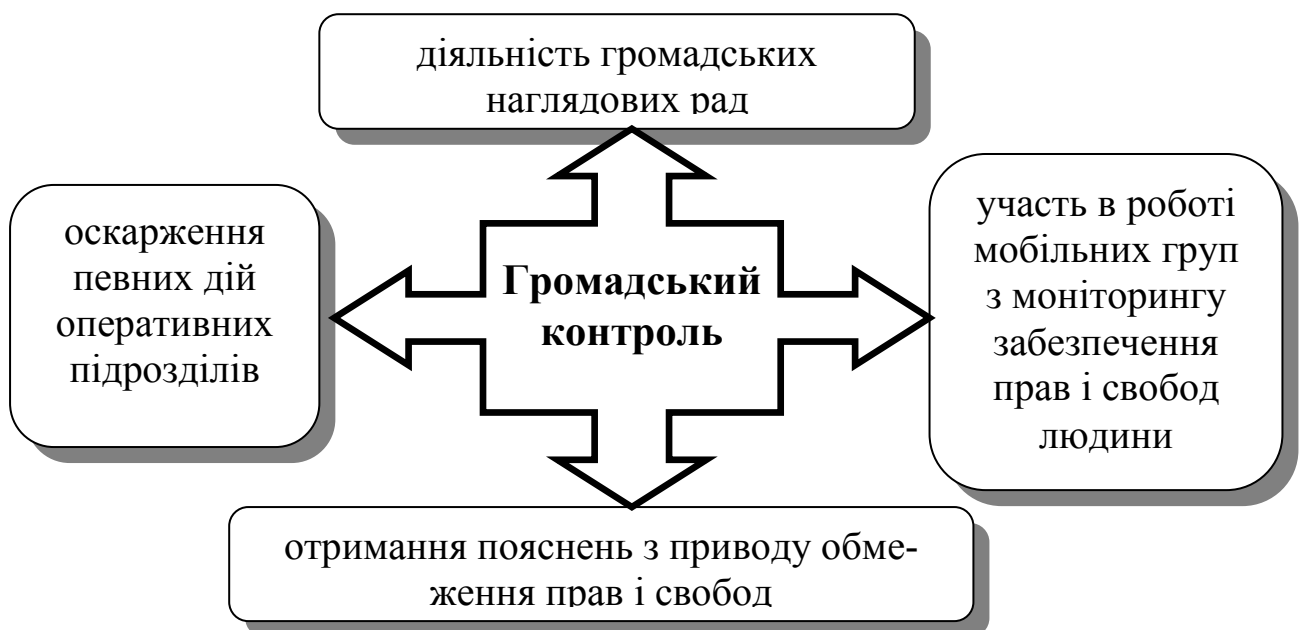 діяльність громадських
наглядових рад
оскарження
певних дій
оперативних
підрозділів
Громадський
контроль
участь в роботі
мобільних груп
з моніторингу
забезпечення
прав і свобод
людини
отримання пояснень з приводу обме-
ження прав і свобод